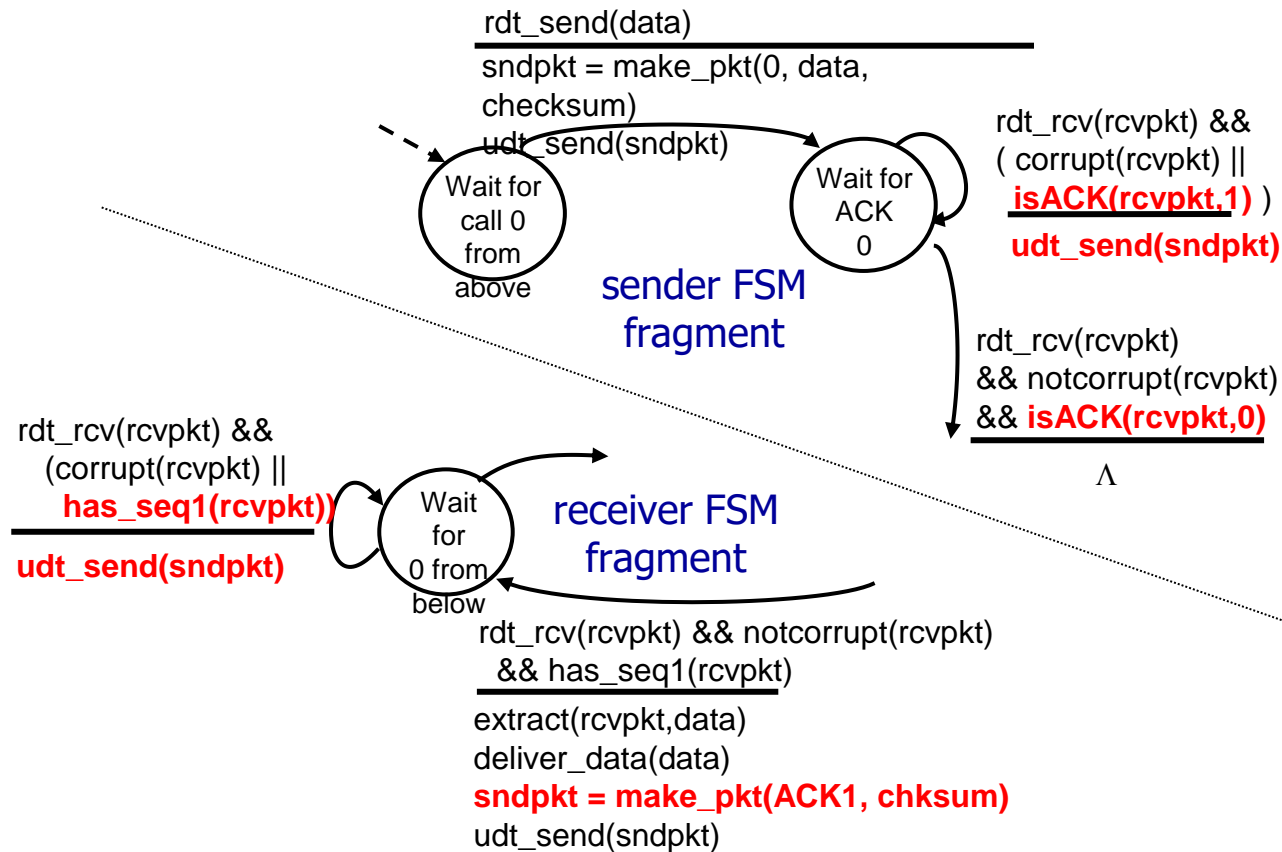 rdt_send(data)
sndpkt = make_pkt(0, data,
checksum)
udt_send(sndpkt)
Wait for
call 0
from
above
Wait for
ACK
0
rdt_rcv(rcvpkt) &&
( corrupt(rcvpkt) ||
isACK(rcvpkt,1) )
udt_send(sndpkt)
sender FSM
fragment
rdt_rcv(rcvpkt)
&& notcorrupt(rcvpkt)
&& isACK(rcvpkt,0)
Λ
rdt_rcv(rcvpkt) &&
(corrupt(rcvpkt) ||
has_seq1(rcvpkt))
udt_send(sndpkt)
Wait
for
0 from
below
receiver FSM
fragment
rdt_rcv(rcvpkt) && notcorrupt(rcvpkt)
&& has_seq1(rcvpkt)
extract(rcvpkt,data)
deliver_data(data)
sndpkt = make_pkt(ACK1, chksum)
udt_send(sndpkt)